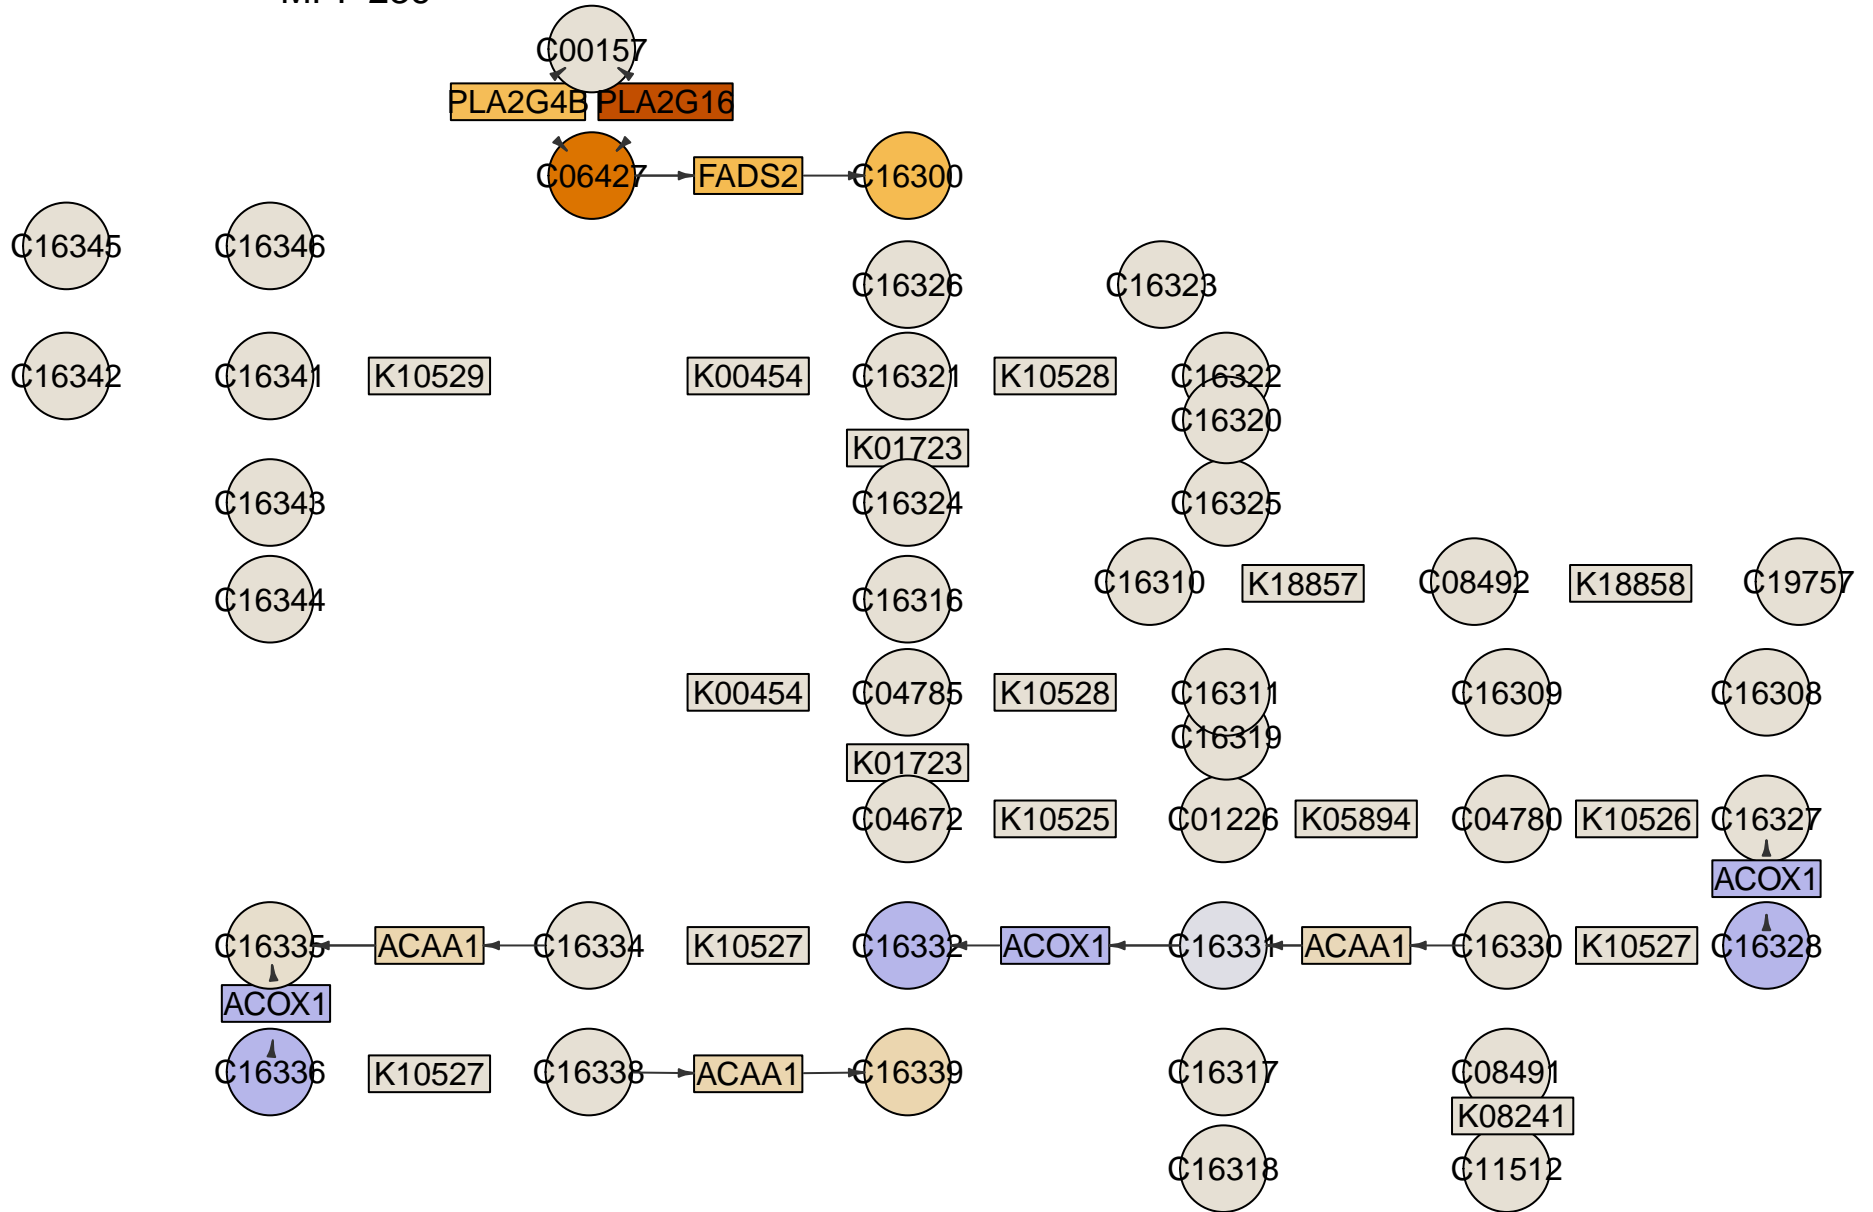 C00157
PLA2G4B PLA2G16
C06427 FADS2 C16300
C16345 C16346
C16326 C16323
C16342 C16341 K10529 K00454 C16321 K10528 C16322
C16320
K01723
C16343 C16324 C16325
C16310 K18857 C08492 K18858 C19757
C16344 C16316
K00454 C04785 K10528 C16311 C16309 C16308
C16319
K01723
C04672 K10525 C01226 K05894 C04780 K10526 C16327
ACOX1
C16335 ACAA1 C16334 K10527 C16332 ACOX1 C16331 ACAA1 C16330 K10527 C16328
ACOX1
C16336 K10527 C16338 ACAA1 C16339 C16317 C08491
K08241
C16318 C11512